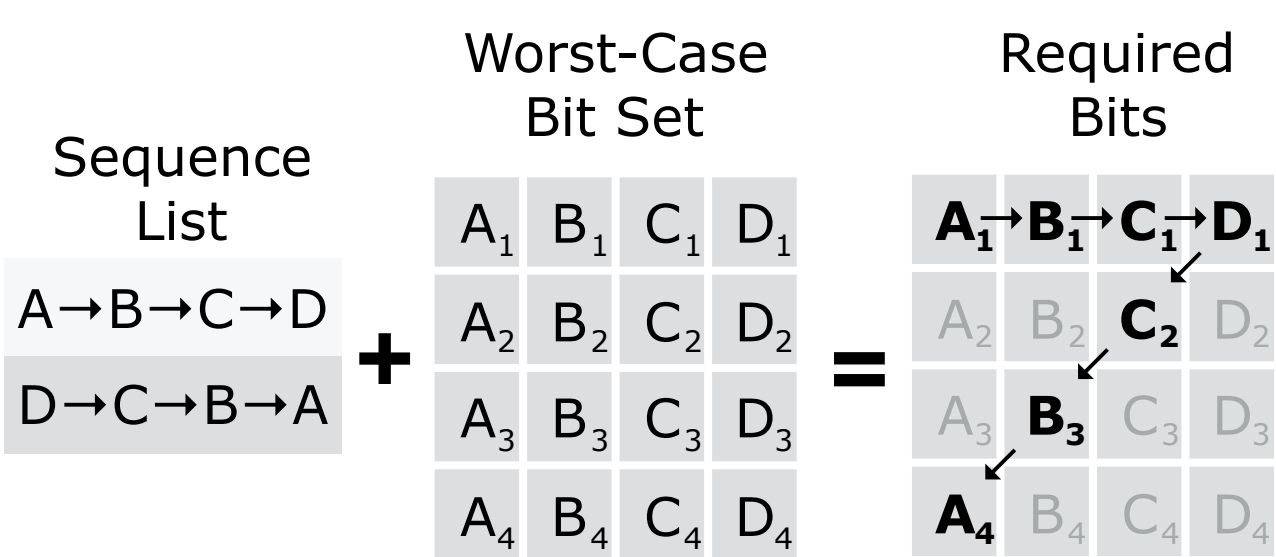 Sequence
List
A→B→C→D
D→C→B→A
+
Worst-Case
Bit Set
A₁ B₁ C₁ D₁
A₂ B₂ C₂ D₂
A₃ B₃ C₃ D₃
A₄ B₄ C₄ D₄
=
Required
Bits
A₁→B₁→C₁→D₁
A₂ B₂ C₂ D₂
A₃ B₃ C₃ D₃
A₄ B₄ C₄ D₄